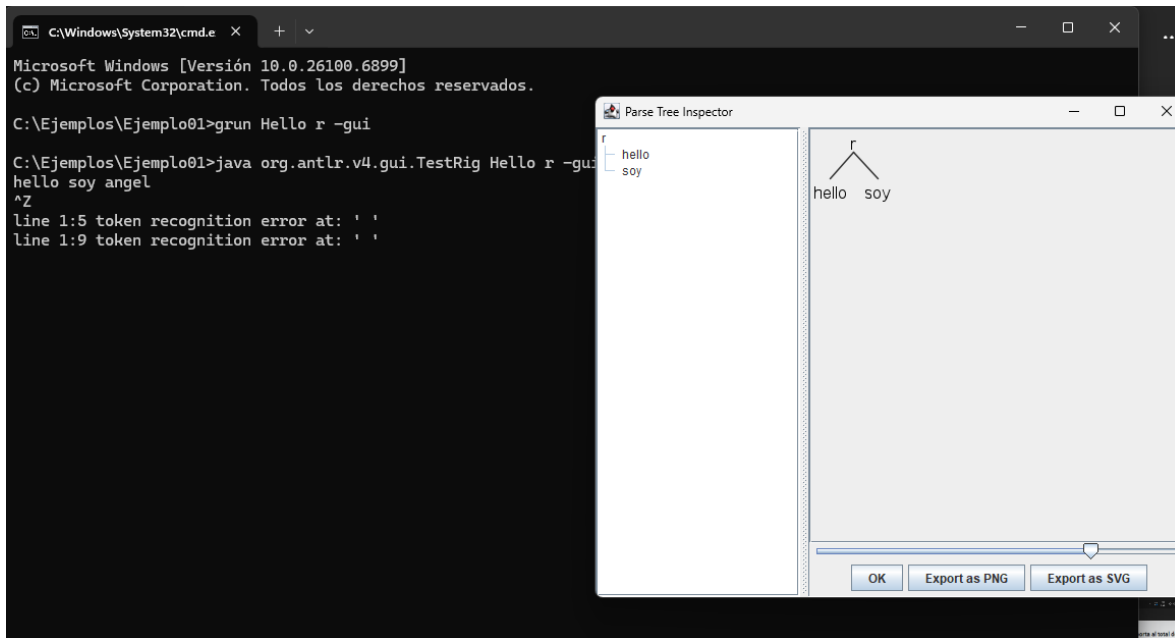 C:\Windows\System32\cmd.e
Microsoft Windows [Versión 10.0.26100.6899]
(c) Microsoft Corporation. Todos los derechos reservados.
C:\Ejemplos\Ejemplo01>grun Hello r -gui
C:\Ejemplos\Ejemplo01>java org.antlr.v4.gui.TestRig Hello r -gui
hello soy angel
^Z
line 1:5 token recognition error at: ' '
line 1:9 token recognition error at: ' '
Parse Tree Inspector
r
hello
soy
r
hello soy
OK Export as PNG Export as SVG